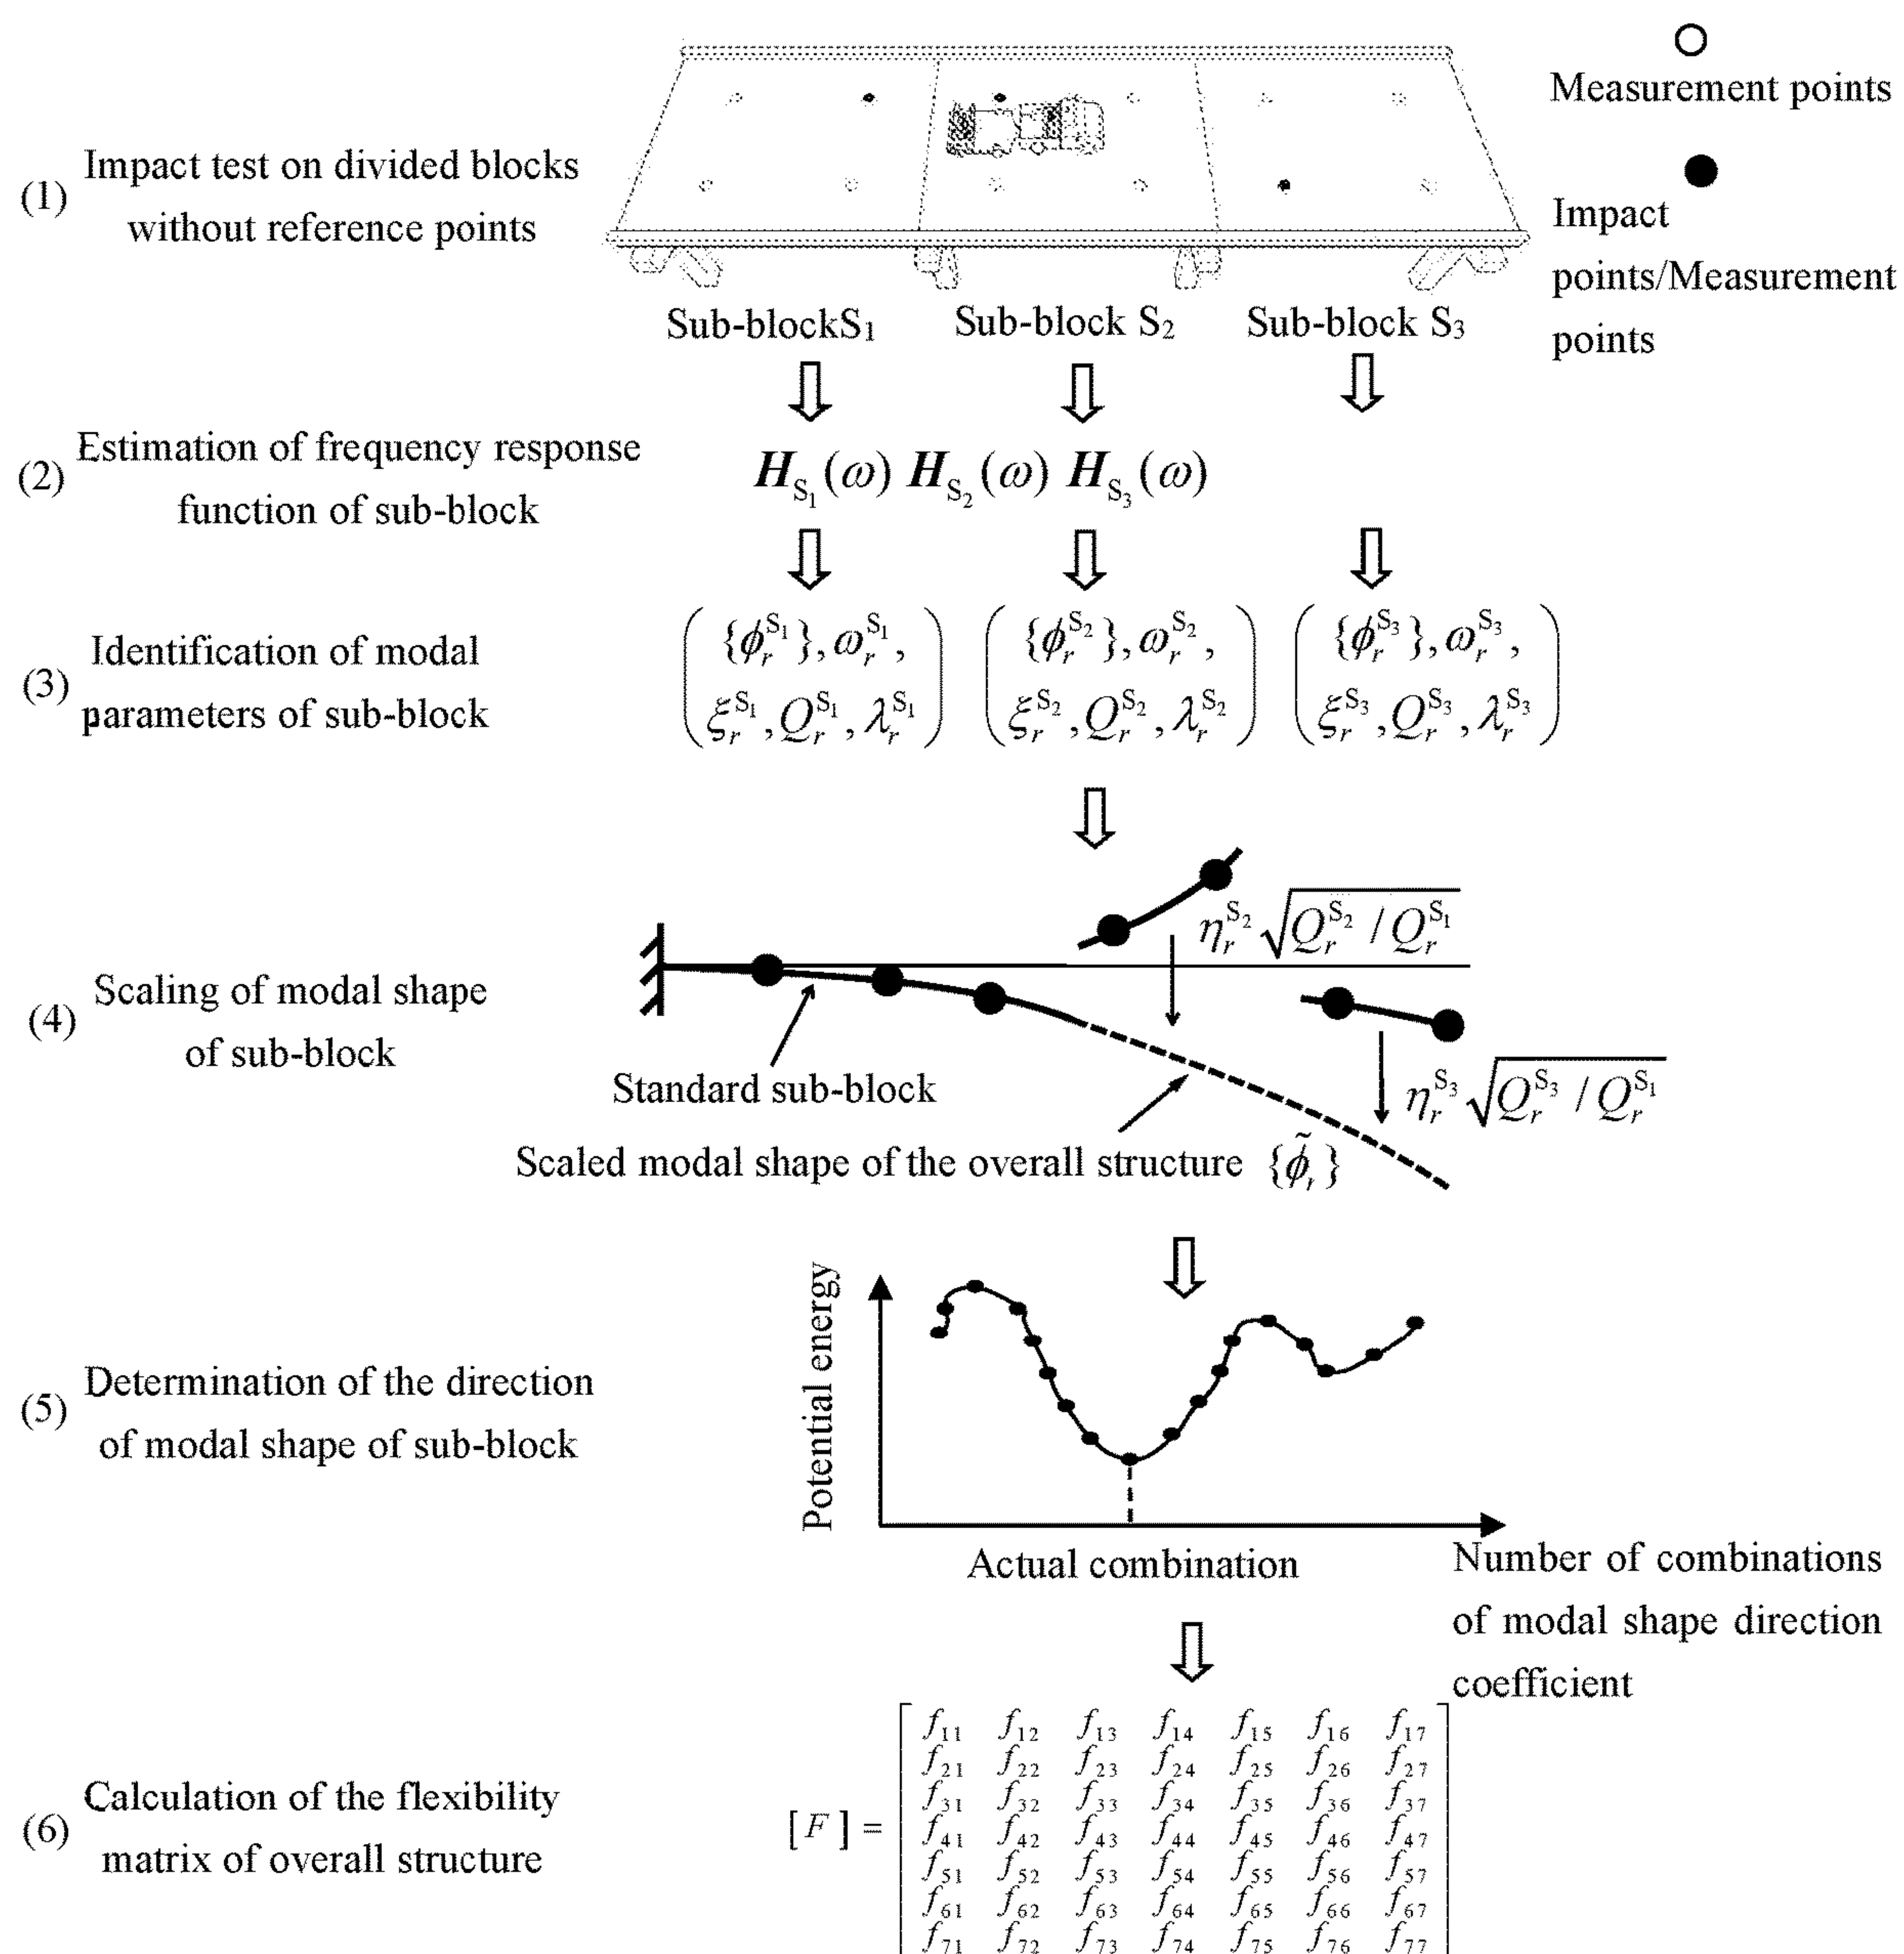 Measurement points
(1) Impact test on divided blocks
without reference points
Impact
points/Measurement
points
Sub-blockS₁ Sub-block S₂ Sub-block S₃
(2) Estimation of frequency response
function of sub-block
H_S₁(ω) H_S₂(ω) H_S₃(ω)
(3) Identification of modal
parameters of sub-block
{ϕ_r^S₁}, ω_r^S₁, {ϕ_r^S₂}, ω_r^S₂, {ϕ_r^S₃}, ω_r^S₃,
ξ_r^S₁, Q_r^S₁, λ_r^S₁ ξ_r^S₂, Q_r^S₂, λ_r^S₂ ξ_r^S₃, Q_r^S₃, λ_r^S₃
η_r^S₂ √(Q_r^S₂ / Q_r^S₁)
(4) Scaling of modal shape
of sub-block
Standard sub-block
η_r^S₃ √(Q_r^S₃ / Q_r^S₁)
Scaled modal shape of the overall structure {ϕ̃_r}
Potential energy
(5) Determination of the direction
of modal shape of sub-block
Actual combination
Number of combinations
of modal shape direction
coefficient
(6) Calculation of the flexibility
matrix of overall structure
[F] =
f₁₁ f₁₂ f₁₃ f₁₄ f₁₅ f₁₆ f₁₇
f₂₁ f₂₂ f₂₃ f₂₄ f₂₅ f₂₆ f₂₇
f₃₁ f₃₂ f₃₃ f₃₄ f₃₅ f₃₆ f₃₇
f₄₁ f₄₂ f₄₃ f₄₄ f₄₅ f₄₆ f₄₇
f₅₁ f₅₂ f₅₃ f₅₄ f₅₅ f₅₆ f₅₇
f₆₁ f₆₂ f₆₃ f₆₄ f₆₅ f₆₆ f₆₇
f₇₁ f₇₂ f₇₃ f₇₄ f₇₅ f₇₆ f₇₇